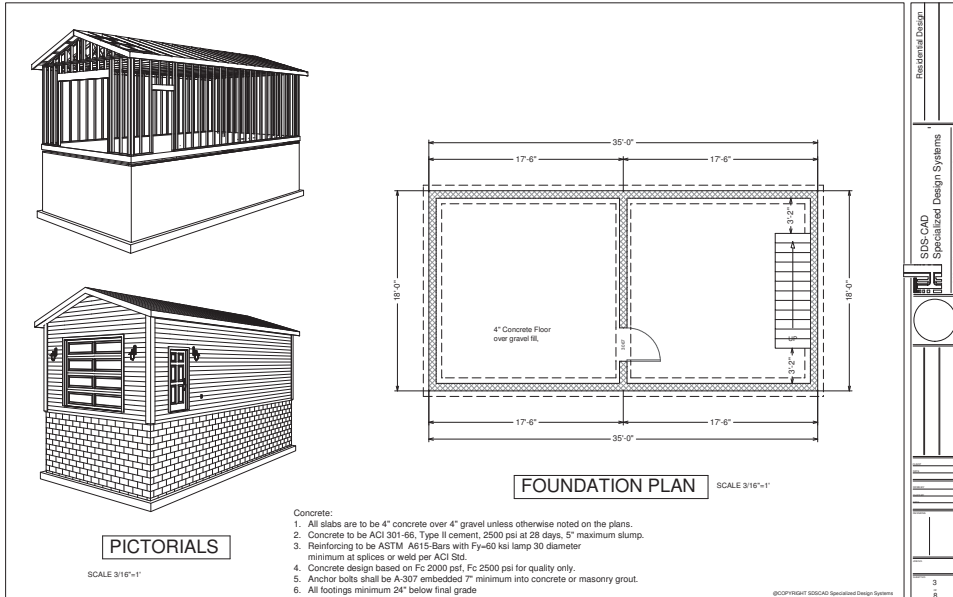 35'-0"
17'-6"
17'-6"
3'-2"
18'-0"
18'-0"
4" Concrete Floor
over gravel fill,
3067
UP
3'-2"
17'-6"
17'-6"
35'-0"
FOUNDATION PLAN
SCALE 3/16"=1'
PICTORIALS
SCALE 3/16"=1'
Concrete:
1. All slabs are to be 4" concrete over 4" gravel unless otherwise noted on the plans.
2. Concrete to be ACI 301-66, Type II cement, 2500 psi at 28 days, 5" maximum slump.
3. Reinforcing to be ASTM A615-Bars with Fy=60 ksi lamp 30 diameter
minimum at splices or weld per ACI Std.
4. Concrete design based on Fc 2000 psf, Fc 2500 psi for quality only.
5. Anchor bolts shall be A-307 embedded 7" minimum into concrete or masonry grout.
6. All footings minimum 24" below final grade
@COPYRIGHT SDSCAD Specialized Design Systems
Residential Design
SDS-CAD
Specialized Design Systems
3
8